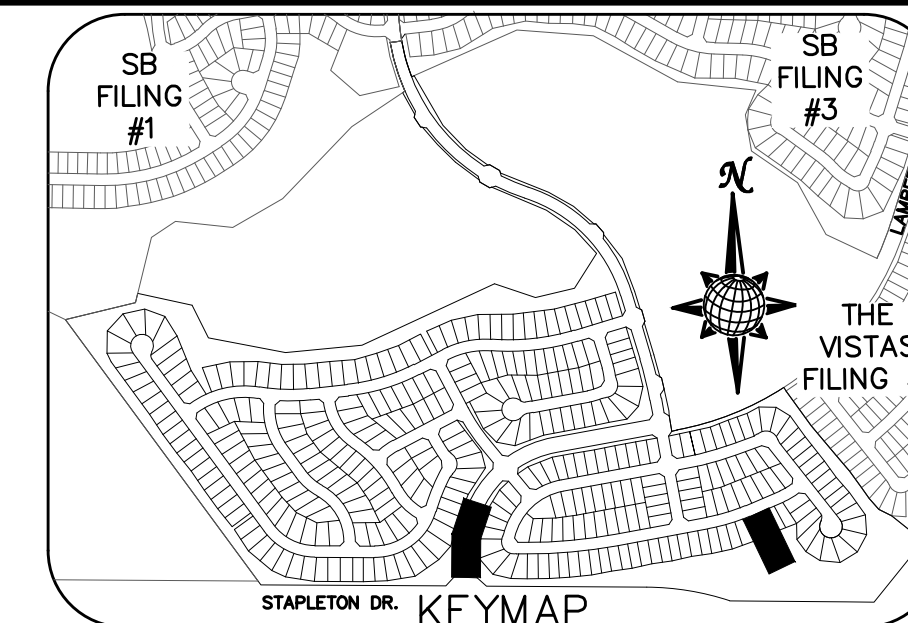 SB
FILING
#1
SB
FILING
#3
N
THE
VISTAS
FILING
STAPLETON DR.
KEYMAP